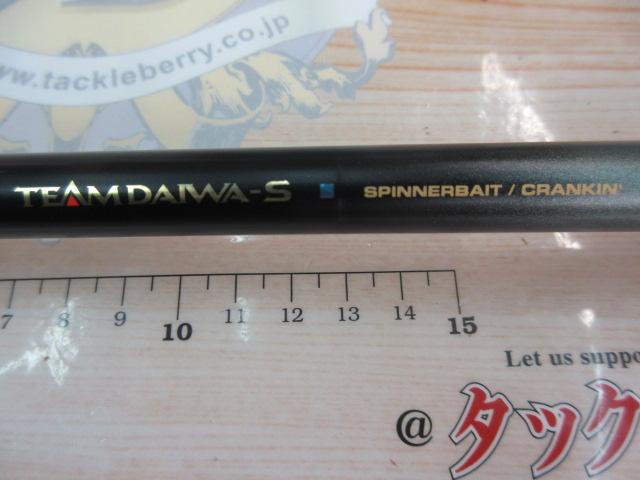 www.tackleberry.co.jp
TEAMDAIWA-S SPINNERBAIT / CRANKIN'
7 8 9 10 11 12 13 14 15
Let us suppo
@タック